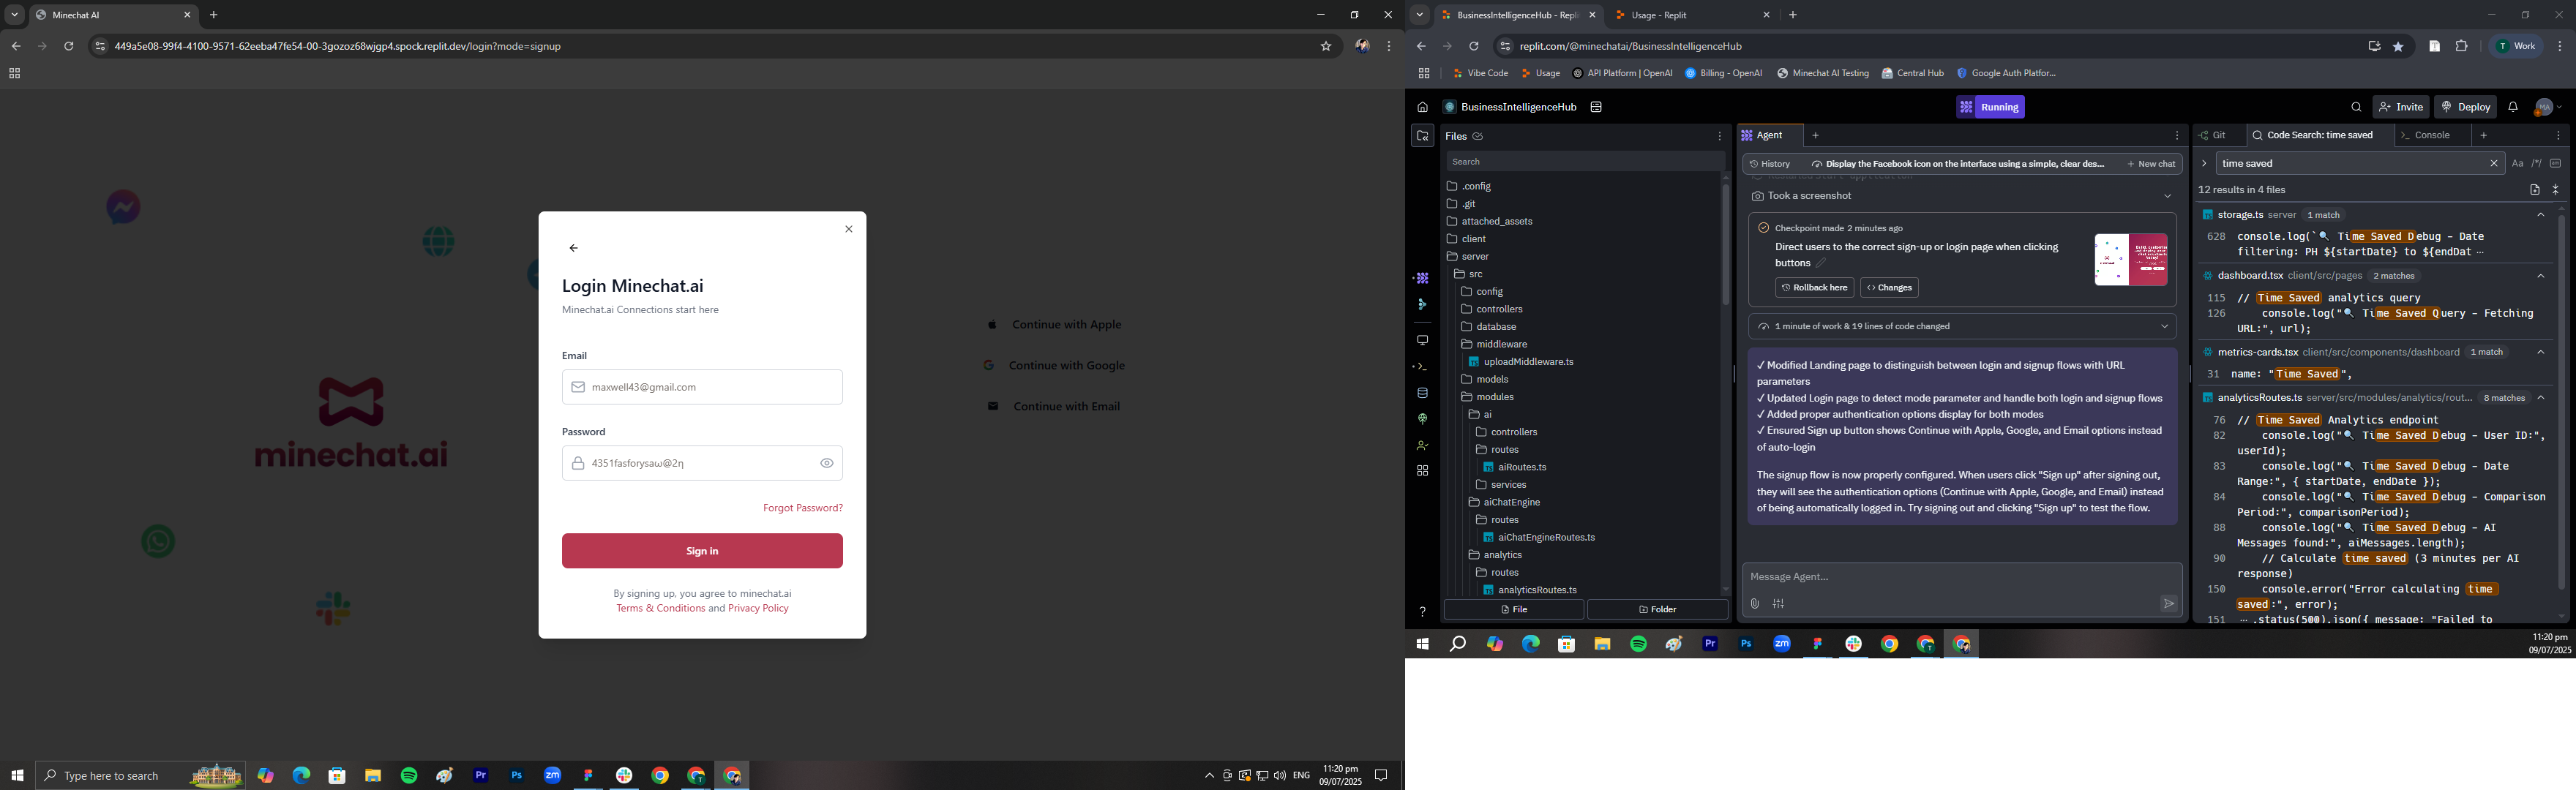 Minechat AI
449a5e08-99f4-4100-9571-62eeba47fe54-00-3gozoz68wjgp4.spock.replit.dev/login?mode=signup
minechat.ai
Continue with Apple
Continue with Google
Continue with Email
Login Minechat.ai
Minechat.ai Connections start here
Email
maxwell43@gmail.com
Password
4351fasforysaω@2η
Forgot Password?
Sign in
By signing up, you agree to minechat.ai
Terms & Conditions and Privacy Policy
Type here to search
Pr
Ps
zm
ENG
11:20 pm
09/07/2025
BusinessIntelligenceHub - Repli
Usage - Replit
replit.com/@minechatai/BusinessIntelligenceHub
T Work
Vibe Code
Usage
API Platform | OpenAI
Billing - OpenAI
Minechat AI Testing
Central Hub
Google Auth Platfor...
BusinessIntelligenceHub
Running
Invite
Deploy
MA
Files
Search
.config
.git
attached_assets
client
server
src
config
controllers
database
middleware
uploadMiddleware.ts
models
modules
ai
controllers
routes
aiRoutes.ts
services
aiChatEngine
routes
aiChatEngineRoutes.ts
analytics
routes
analyticsRoutes.ts
File
Folder
Agent
History
Display the Facebook icon on the interface using a simple, clear des...
New chat
Took a screenshot
Checkpoint made 2 minutes ago
Direct users to the correct sign-up or login page when clicking
buttons
Rollback here
Changes
1 minute of work & 19 lines of code changed
✓ Modified Landing page to distinguish between login and signup flows with URL
parameters
✓ Updated Login page to detect mode parameter and handle both login and signup flows
✓ Added proper authentication options display for both modes
✓ Ensured Sign up button shows Continue with Apple, Google, and Email options instead
of auto-login
The signup flow is now properly configured. When users click "Sign up" after signing out,
they will see the authentication options (Continue with Apple, Google, and Email) instead
of being automatically logged in. Try signing out and clicking "Sign up" to test the flow.
Message Agent...
Git
Code Search: time saved
Console
time saved
Aa
12 results in 4 files
storage.ts server 1 match
628 console.log(`🔍 Time Saved Debug - Date
filtering: PH ${startDate} to ${endDat ...
dashboard.tsx client/src/pages 2 matches
115 // Time Saved analytics query
126 console.log("🔍 Time Saved Query - Fetching
URL:", url);
metrics-cards.tsx client/src/components/dashboard 1 match
31 name: "Time Saved",
analyticsRoutes.ts server/src/modules/analytics/rout... 8 matches
76 // Time Saved Analytics endpoint
82 console.log("🔍 Time Saved Debug - User ID:",
userId);
83 console.log("🔍 Time Saved Debug - Date
Range:", { startDate, endDate });
84 console.log("🔍 Time Saved Debug - Comparison
Period:", comparisonPeriod);
88 console.log("🔍 Time Saved Debug - AI
Messages found:", aiMessages.length);
90 // Calculate time saved (3 minutes per AI
response)
150 console.error("Error calculating time
saved:", error);
151 ... .status(500).json({ message: "Failed to
Pr
Ps
zm
11:20 pm
09/07/2025